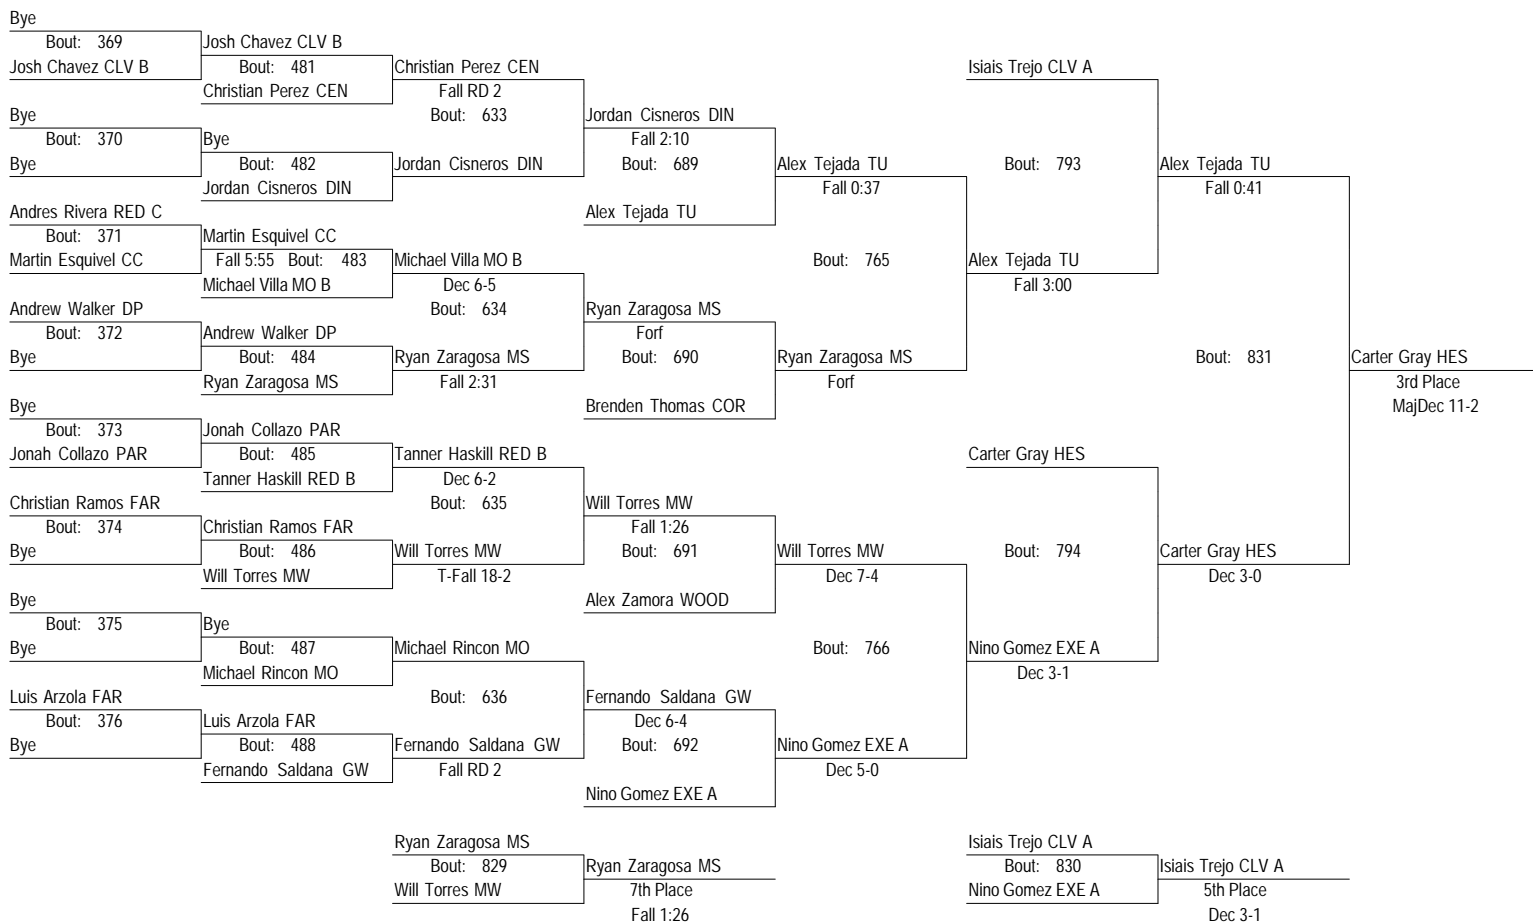 Bye
Bout: 369
Josh Chavez CLV B
Bye
Bout: 370
Bye
Andres Rivera RED C
Bout: 371
Martin Esquivel CC
Andrew Walker DP
Bout: 372
Bye
Bye
Bout: 373
Jonah Collazo PAR
Christian Ramos FAR
Bout: 374
Bye
Bye
Bout: 375
Bye
Luis Arzola FAR
Bout: 376
Bye
Josh Chavez CLV B
Bout: 481
Christian Perez CEN
Bye
Bout: 482
Jordan Cisneros DIN
Martin Esquivel CC
Fall 5:55 Bout: 483
Michael Villa MO B
Andrew Walker DP
Bout: 484
Ryan Zaragosa MS
Jonah Collazo PAR
Bout: 485
Tanner Haskill RED B
Christian Ramos FAR
Bout: 486
Will Torres MW
Bye
Bout: 487
Michael Rincon MO
Luis Arzola FAR
Bout: 488
Fernando Saldana GW
Christian Perez CEN
Fall RD 2
Bout: 633
Jordan Cisneros DIN
Michael Villa MO B
Dec 6-5
Bout: 634
Ryan Zaragosa MS
Fall 2:31
Tanner Haskill RED B
Dec 6-2
Bout: 635
Will Torres MW
T-Fall 18-2
Michael Rincon MO
Bout: 636
Fernando Saldana GW
Fall RD 2
Jordan Cisneros DIN
Fall 2:10
Bout: 689
Alex Tejada TU
Ryan Zaragosa MS
Forf
Bout: 690
Brenden Thomas COR
Will Torres MW
Fall 1:26
Bout: 691
Alex Zamora WOOD
Fernando Saldana GW
Dec 6-4
Bout: 692
Nino Gomez EXE A
Alex Tejada TU
Fall 0:37
Bout: 765
Ryan Zaragosa MS
Forf
Will Torres MW
Dec 7-4
Bout: 766
Nino Gomez EXE A
Dec 5-0
Isiais Trejo CLV A
Bout: 793
Alex Tejada TU
Fall 3:00
Carter Gray HES
Bout: 794
Nino Gomez EXE A
Dec 3-1
Alex Tejada TU
Fall 0:41
Bout: 831
Carter Gray HES
Dec 3-0
Carter Gray HES
3rd Place
MajDec 11-2
Ryan Zaragosa MS
Bout: 829
Will Torres MW
Ryan Zaragosa MS
7th Place
Fall 1:26
Isiais Trejo CLV A
Bout: 830
Nino Gomez EXE A
Isiais Trejo CLV A
5th Place
Dec 3-1